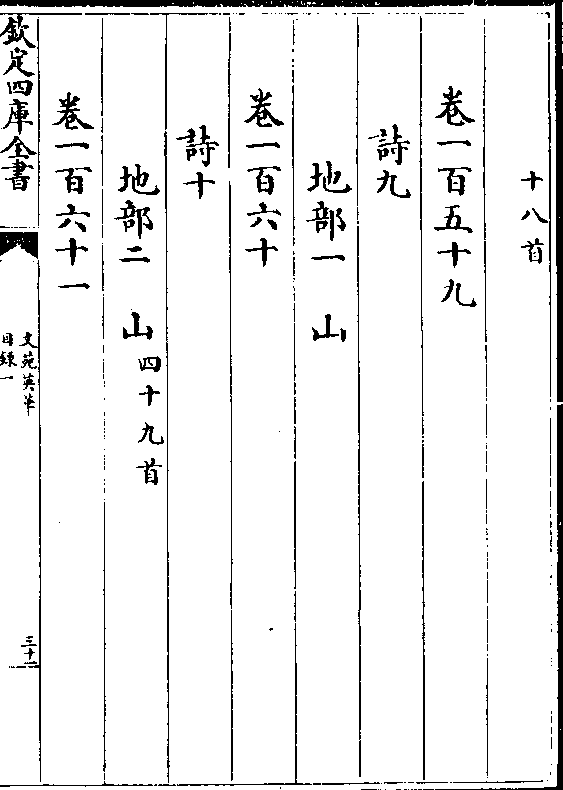 十八首
卷一百五十九
詩九
地部一　山
卷一百六十
詩十
地部二　山四十九首
卷一百六十一
欽定四庫全書
文苑英華
目録一
三十一